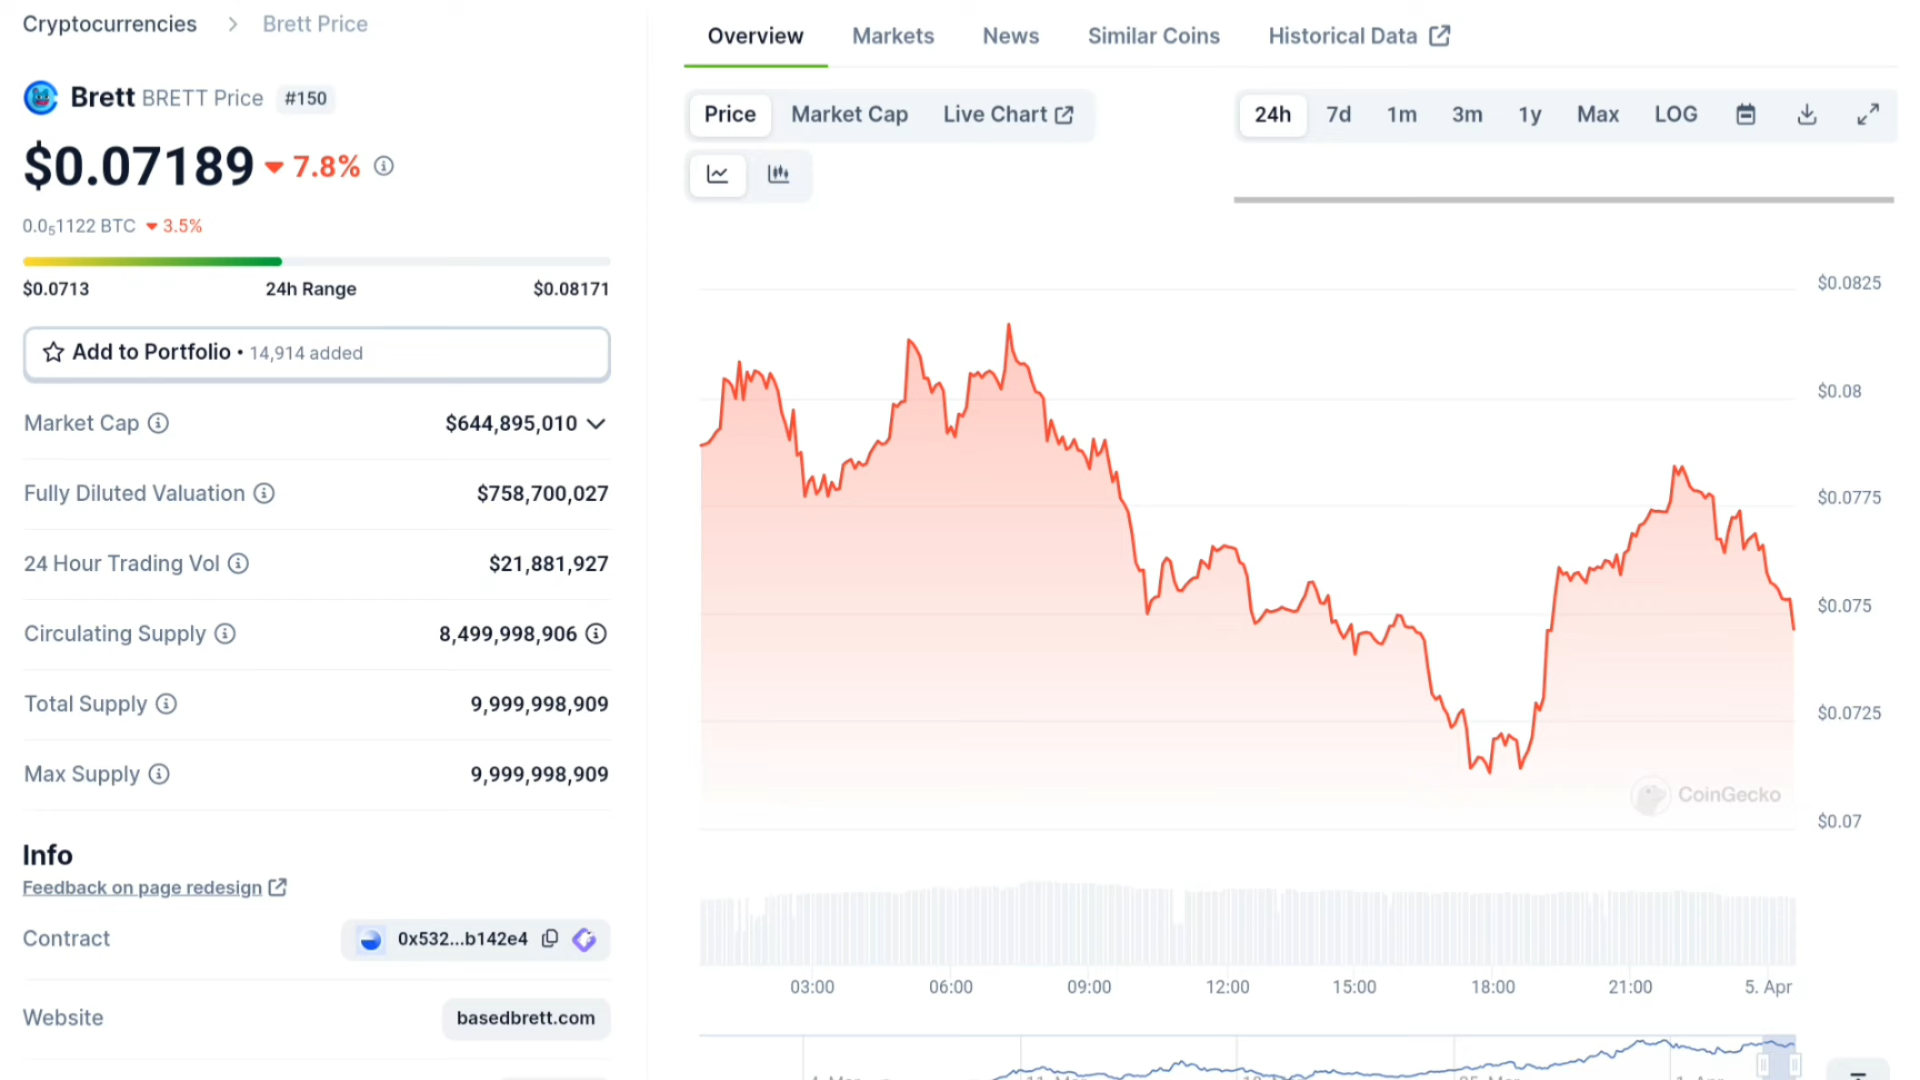 Cryptocurrencies > Brett Price
Brett BRETT Price #150
$0.07189 7.8%
0.0₅1122 BTC 3.5%
$0.0713 24h Range $0.08171
Add to Portfolio • 14,914 added
Market Cap $644,895,010
Fully Diluted Valuation $758,700,027
24 Hour Trading Vol $21,881,927
Circulating Supply 8,499,998,906
Total Supply 9,999,998,909
Max Supply 9,999,998,909
Info
Feedback on page redesign
Contract 0x532...b142e4
Website basedbrett.com
Overview Markets News Similar Coins Historical Data
Price Market Cap Live Chart 24h 7d 1m 3m 1y Max LOG
$0.0825
$0.08
$0.0775
$0.075
$0.0725
CoinGecko
$0.07
03:00 06:00 09:00 12:00 15:00 18:00 21:00 5. Apr